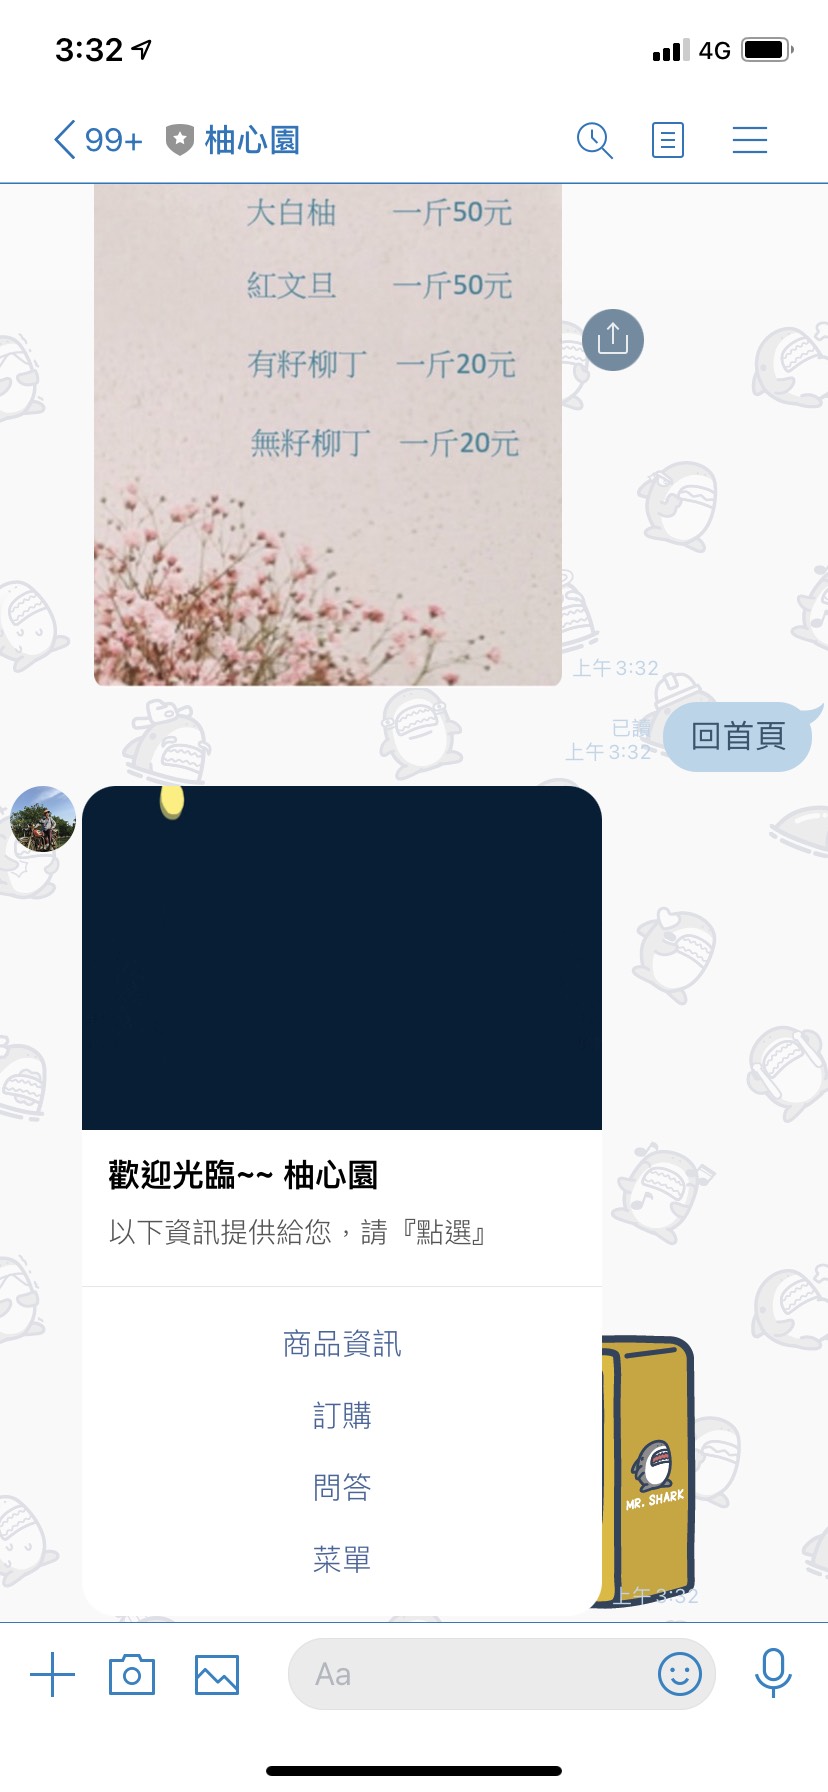 3:32
4G
99+ 柚心園
大白柚 一斤50元
紅文旦 一斤50元
有籽柳丁 一斤20元
無籽柳丁 一斤20元
上午3:32
回首頁
已讀
上午3:32
歡迎光臨~~ 柚心園
以下資訊提供給您，請『點選』
商品資訊
訂購
問答
菜單
MR. SHARK
上午3:32
Aa